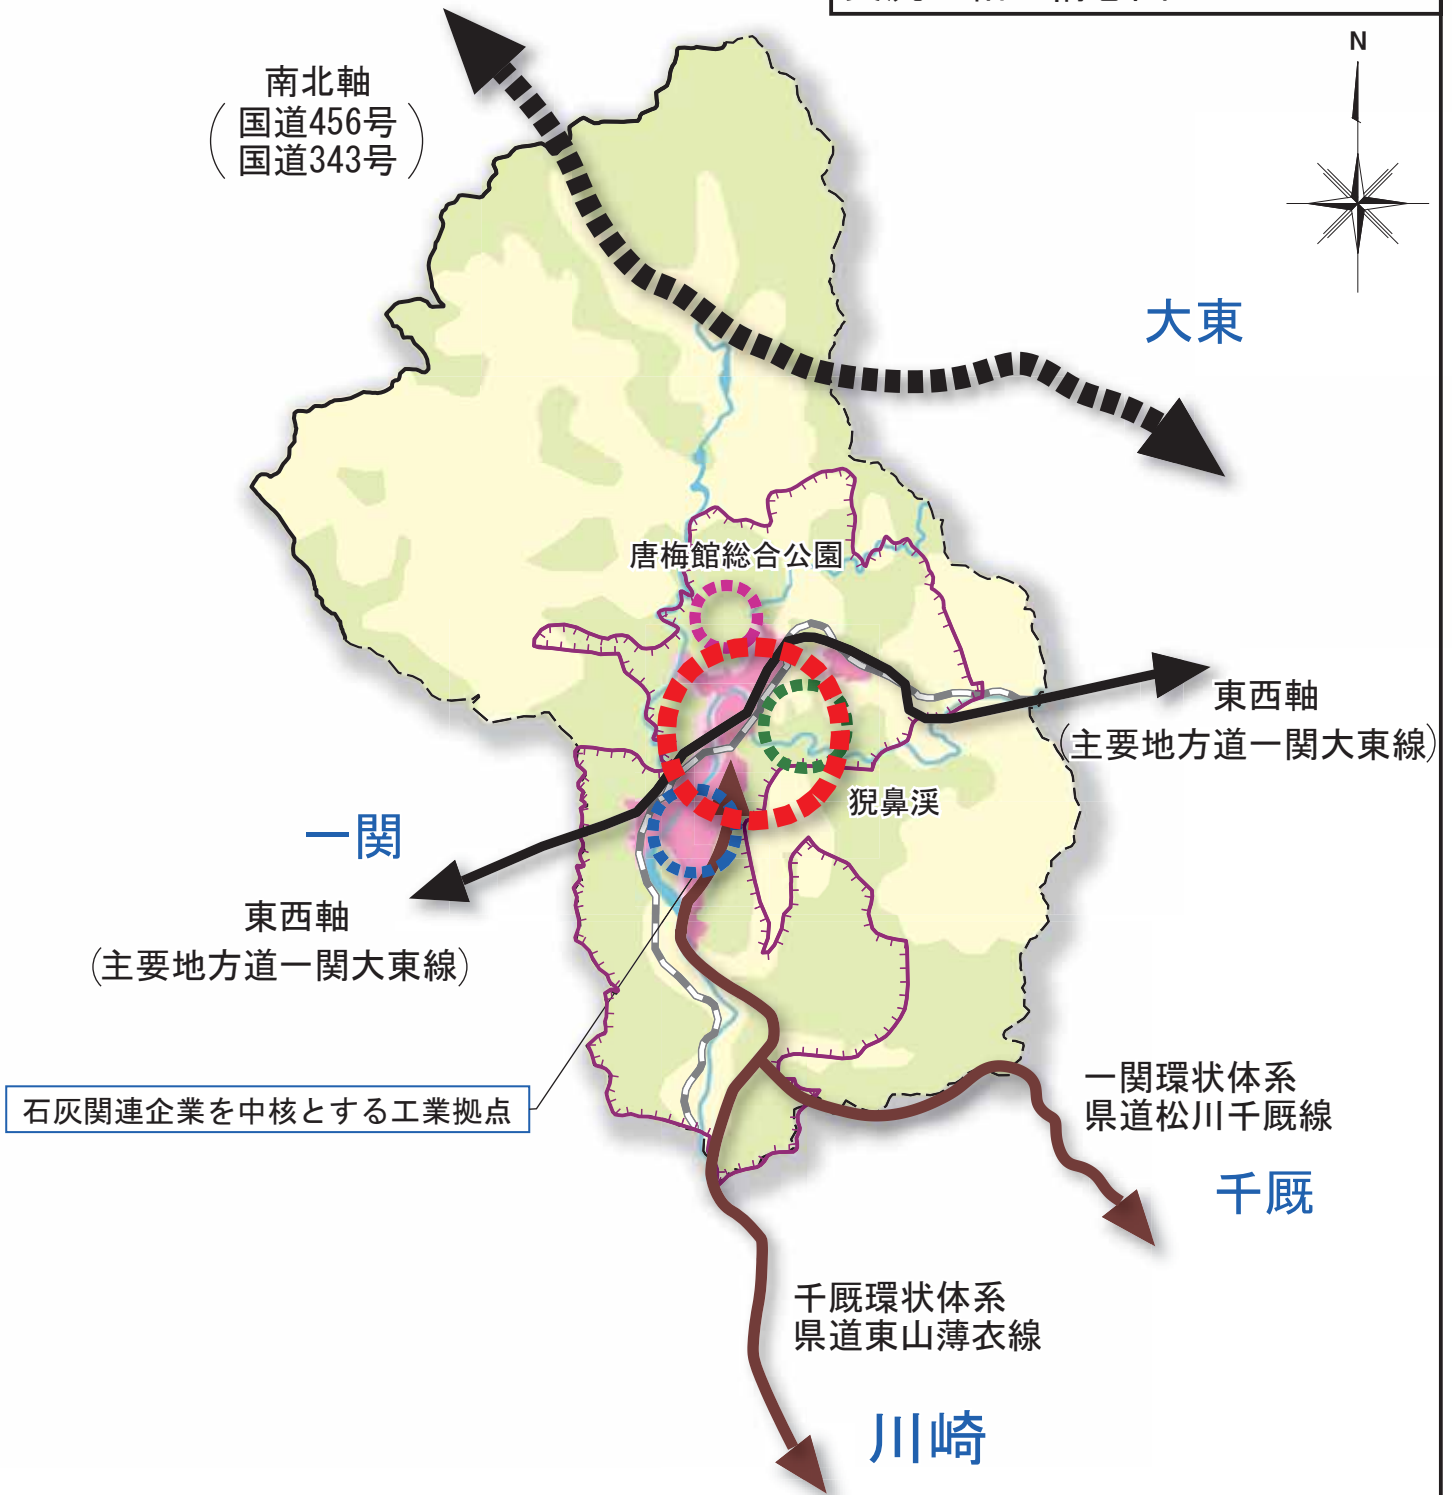 N
南北軸
(国道456号
国道343号)
大東
唐梅館総合公園
東西軸
(主要地方道一関大東線)
猊鼻渓
一関
東西軸
(主要地方道一関大東線)
一関環状体系
県道松川千厩線
石灰関連企業を中核とする工業拠点
千厩
千厩環状体系
県道東山薄衣線
川崎